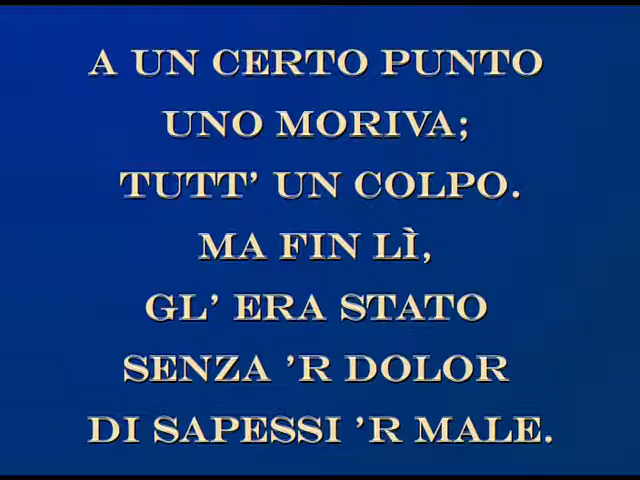 A UN CERTO PUNTO
UNO MORIVA;
TUTT' UN COLPO.
MA FIN LÌ,
GL' ERA STATO
SENZA 'R DOLOR
DI SAPESSI 'R MALE.